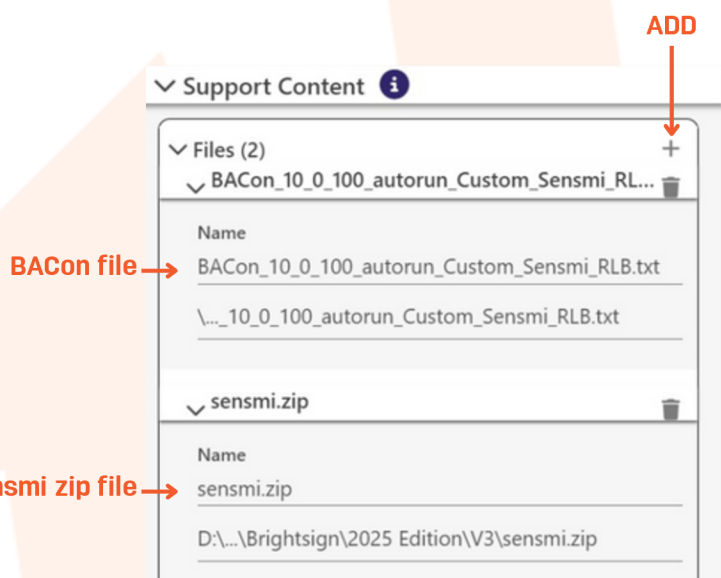 ADD
Support Content i
Files (2) +
BACon_10_0_100_autorun_Custom_Sensmi_RL...
Name
BACon file
BACon_10_0_100_autorun_Custom_Sensmi_RLB.txt
\..._10_0_100_autorun_Custom_Sensmi_RLB.txt
sensmi.zip
Name
zip file
sensmi.zip
D:\...\Brightsign\2025 Edition\V3\sensmi.zip